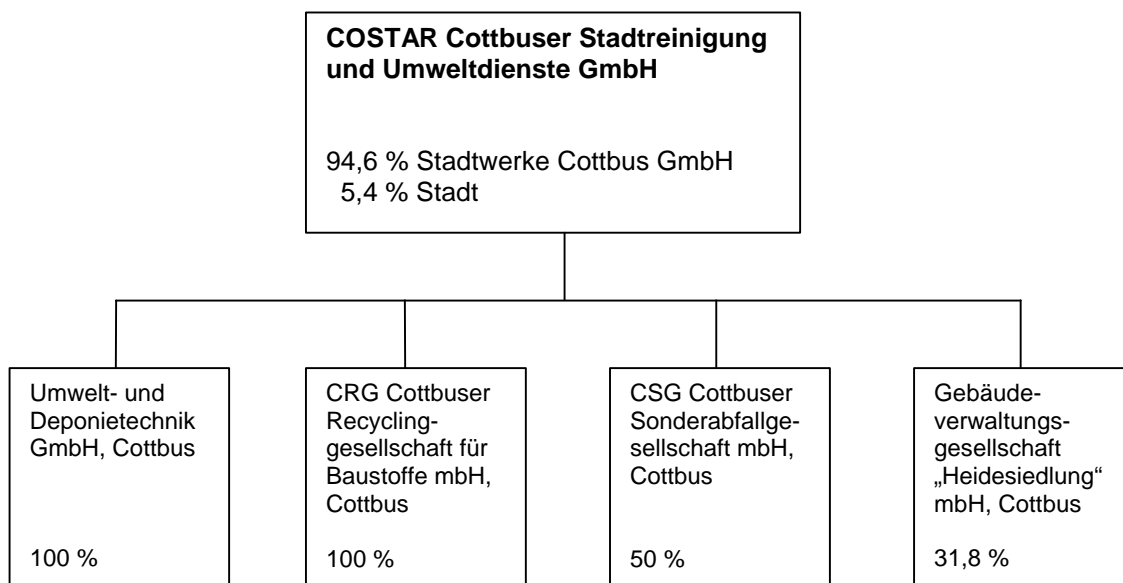 COSTAR Cottbuser Stadtreinigung
und Umweltdienste GmbH
94,6 % Stadtwerke Cottbus GmbH
5,4 % Stadt
Umwelt- und
Deponietechnik
GmbH, Cottbus
100 %
CRG Cottbuser
Recycling-
gesellschaft für
Baustoffe mbH,
Cottbus
100 %
CSG Cottbuser
Sonderabfallge-
sellschaft mbH,
Cottbus
50 %
Gebäude-
verwaltungs-
gesellschaft
„Heidesiedlung“
mbH, Cottbus
31,8 %